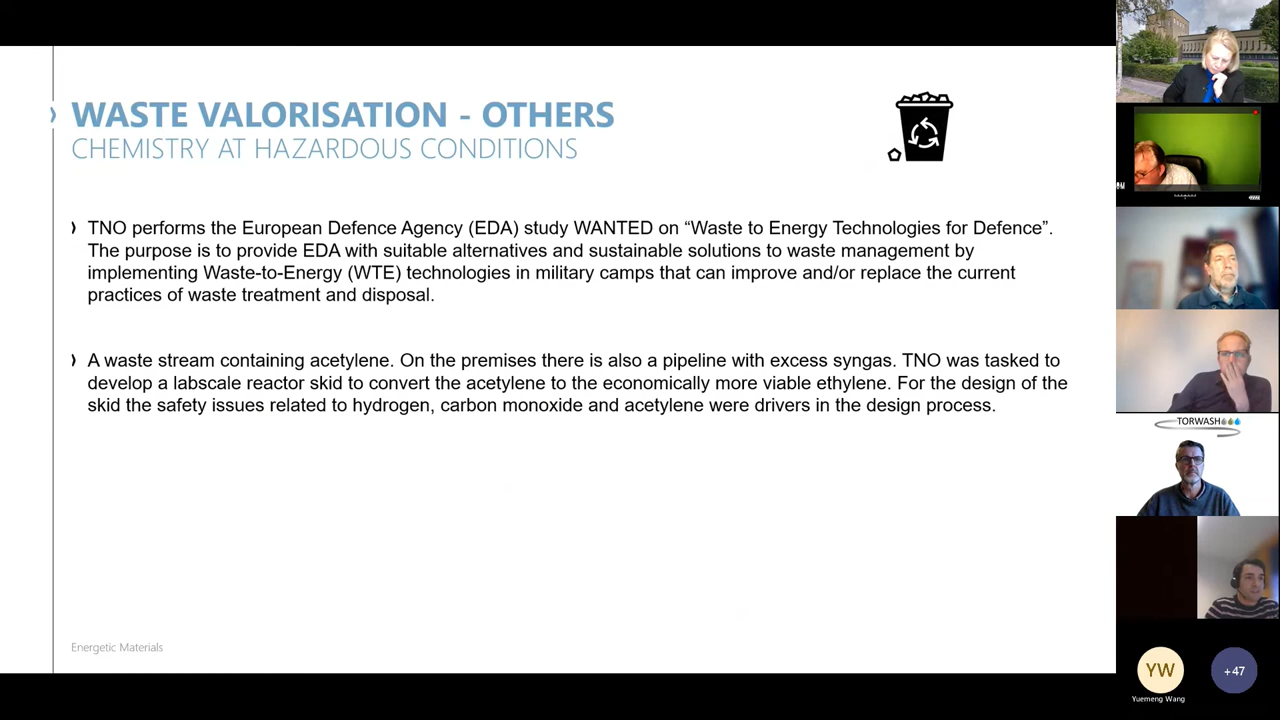 WASTE VALORISATION - OTHERS
CHEMISTRY AT HAZARDOUS CONDITIONS
TNO performs the European Defence Agency (EDA) study WANTED on “Waste to Energy Technologies for Defence”.
The purpose is to provide EDA with suitable alternatives and sustainable solutions to waste management by
implementing Waste-to-Energy (WTE) technologies in military camps that can improve and/or replace the current
practices of waste treatment and disposal.
A waste stream containing acetylene. On the premises there is also a pipeline with excess syngas. TNO was tasked to
develop a labscale reactor skid to convert the acetylene to the economically more viable ethylene. For the design of the
skid the safety issues related to hydrogen, carbon monoxide and acetylene were drivers in the design process.
Energetic Materials
TORWASH
YW
+47
Yuemeng Wang